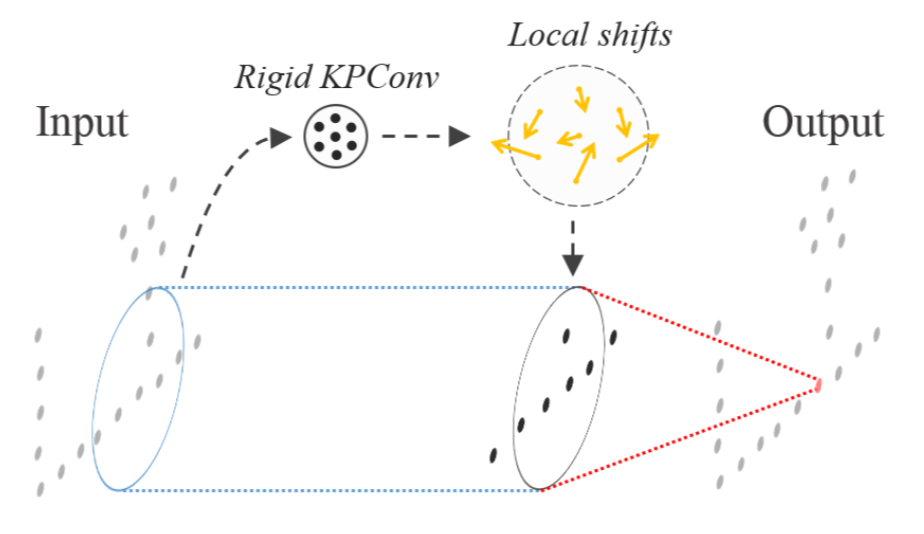 Local shifts
Rigid KPConv
Input
Output